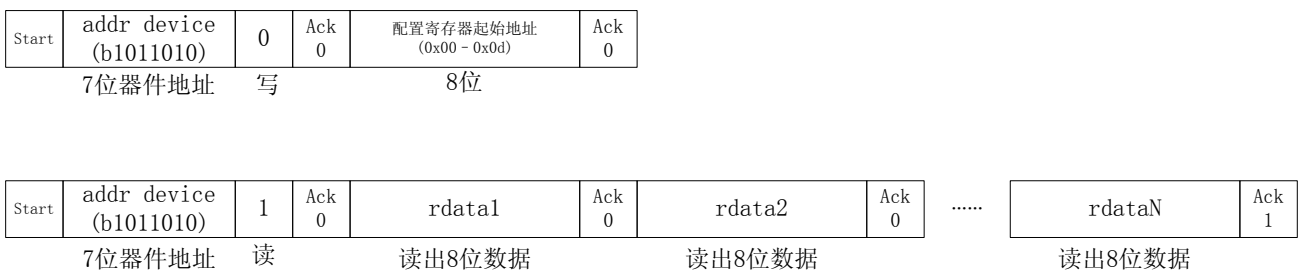 Start
addr device
(b1011010)
0
Ack
0
配置寄存器起始地址
(0x00-0x0d)
Ack
0
7位器件地址
写
8位
Start
addr device
(b1011010)
1
Ack
0
rdata1
Ack
0
rdata2
Ack
0
……
rdataN
Ack
1
7位器件地址
读
读出8位数据
读出8位数据
读出8位数据